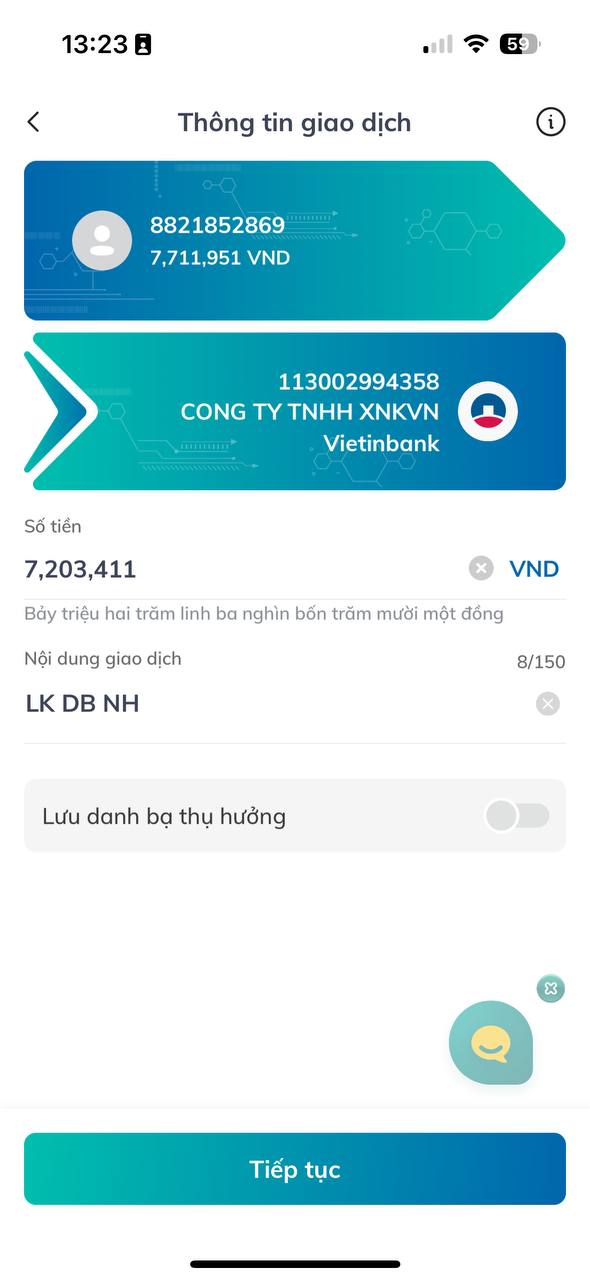 13:23
59
Thông tin giao dịch
8821852869
7,711,951 VND
113002994358
CONG TY TNHH XNKVN
Vietinbank
Số tiền
7,203,411 VND
Bảy triệu hai trăm linh ba nghìn bốn trăm mười một đồng
Nội dung giao dịch 8/150
LK DB NH
Lưu danh bạ thụ hưởng
Tiếp tục